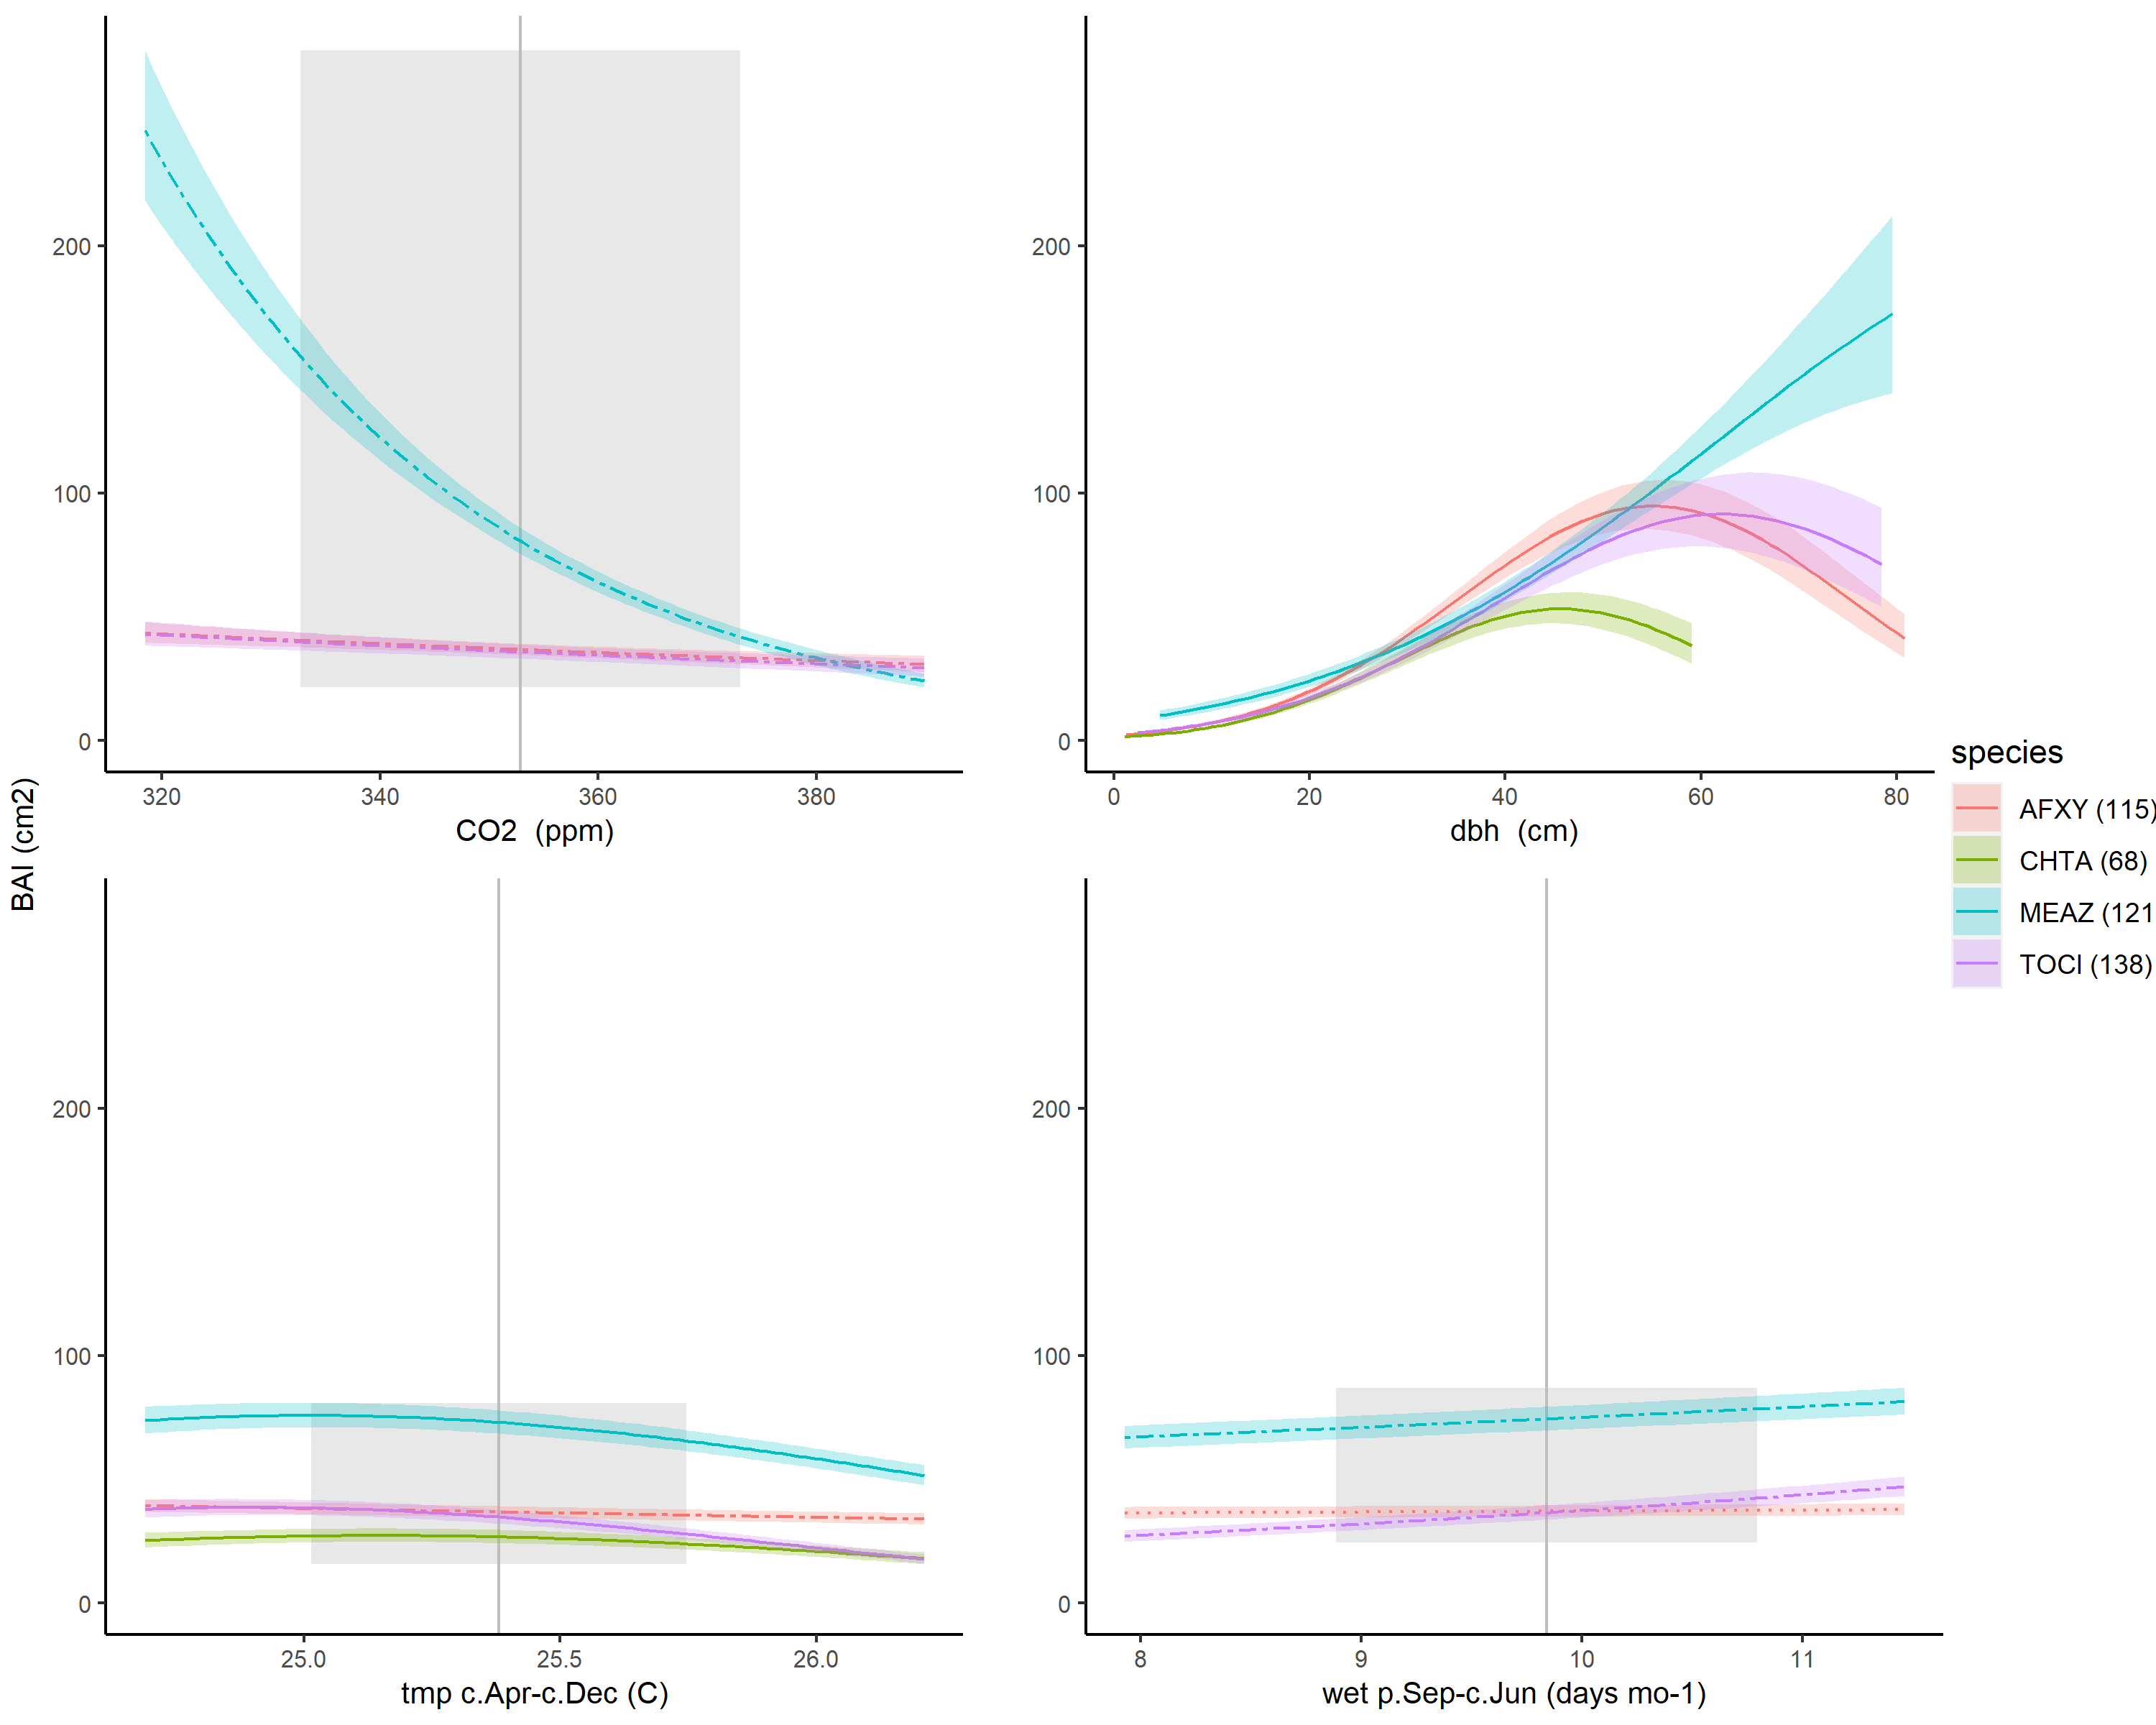 200
100
0
320 340 360 380
CO2 (ppm)
200
100
0
0 20 40 60 80
dbh (cm)
BAI (cm2)
200
100
0
25.0 25.5 26.0
tmp c.Apr-c.Dec (C)
200
100
0
8 9 10 11
wet p.Sep-c.Jun (days mo-1)
species
AFXY (115)
CHTA (68)
MEAZ (121
TOCI (138)